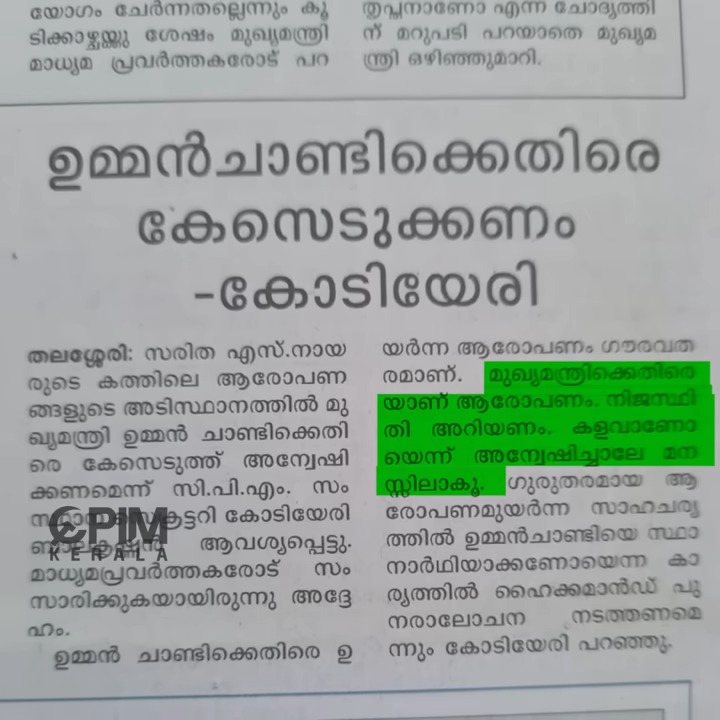 യോഗം ചേർന്നതല്ലെന്നും കൂ
ടിക്കാഴ്ചയ്ക്കു ശേഷം മുഖ്യമന്ത്രി
മാധ്യമ പ്രവർത്തകരോട് പറ
തൃപ്തനാണോ എന്ന ചോദ്യത്തി
ന് മറുപടി പറയാതെ മുഖ്യമ
ന്ത്രി ഒഴിഞ്ഞുമാറി.
ഉമ്മൻചാണ്ടിക്കെതിരെ
കേസെടുക്കണം
-കോടിയേരി
തലശ്ശേരി: സരിത എസ്.നായ
രുടെ കത്തിലെ ആരോപണ
ങ്ങളുടെ അടിസ്ഥാനത്തിൽ മു
ഖ്യമന്ത്രി ഉമ്മൻ ചാണ്ടിക്കെതി
രെ കേസെടുത്ത് അന്വേഷി
ക്കണമെന്ന് സി.പി.എം. സം
കോടിയേരി
ആവശ്യപ്പെട്ടു.
മാധ്യമപ്രവർത്തകരോട് സം
സാരിക്കുകയായിരുന്നു അദ്ദേ
ഹം.
ഉമ്മൻ ചാണ്ടിക്കെതിരെ ഉ
യർന്ന ആരോപണം ഗൗരവത
രമാണ്. മുഖ്യമന്ത്രിക്കെതിരെ
യാണ് ആരോപണം. നിജസ്ഥി
തി അറിയണം. കളവാണോ
യെന്ന് അന്വേഷിച്ചാലേ മന
സ്സിലാകൂ. ഗുരുതരമായ ആ
രോപണമുയർന്ന സാഹചര്യ
ത്തിൽ ഉമ്മൻചാണ്ടിയെ സ്ഥാ
നാർഥിയാക്കണോയെന്ന കാ
ര്യത്തിൽ ഹൈക്കമാൻഡ് പു
നരാലോചന നടത്തണമെ
ന്നും കോടിയേരി പറഞ്ഞു.
CPIM
KERALA